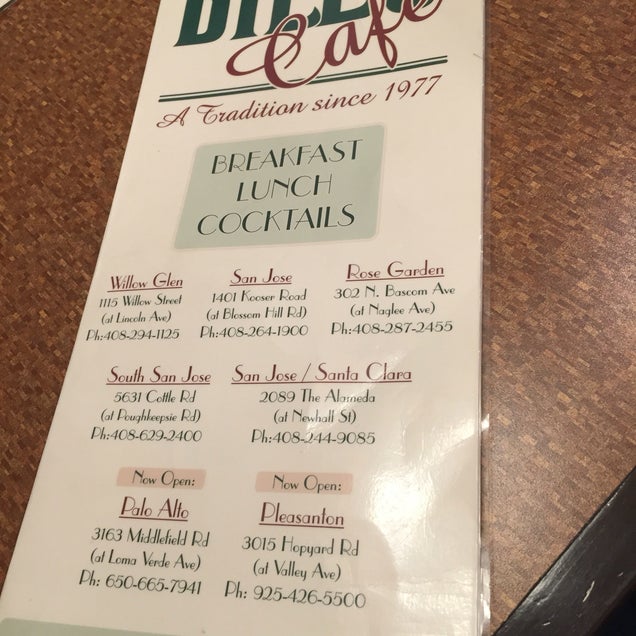 Café
A Tradition since 1977
BREAKFAST
LUNCH
COCKTAILS
Willow Glen
1115 Willow Street
(at Lincoln Ave)
Ph:408-294-1125
San Jose
1401 Kooser Road
(at Blossom Hill Rd)
Ph:408-264-1900
Rose Garden
302 N. Bascom Ave
(at Naglee Ave)
Ph:408-287-2455
South San Jose
5631 Cottle Rd
(at Poughkeepsie Rd)
Ph:408-629-2400
San Jose / Santa Clara
2089 The Alameda
(at Newhall St)
Ph:408-244-9085
Now Open:
Palo Alto
3163 Middlefield Rd
(at Loma Verde Ave)
Ph: 650-665-7941
Now Open:
Pleasanton
3015 Hopyard Rd
(at Valley Ave)
Ph: 925-426-5500